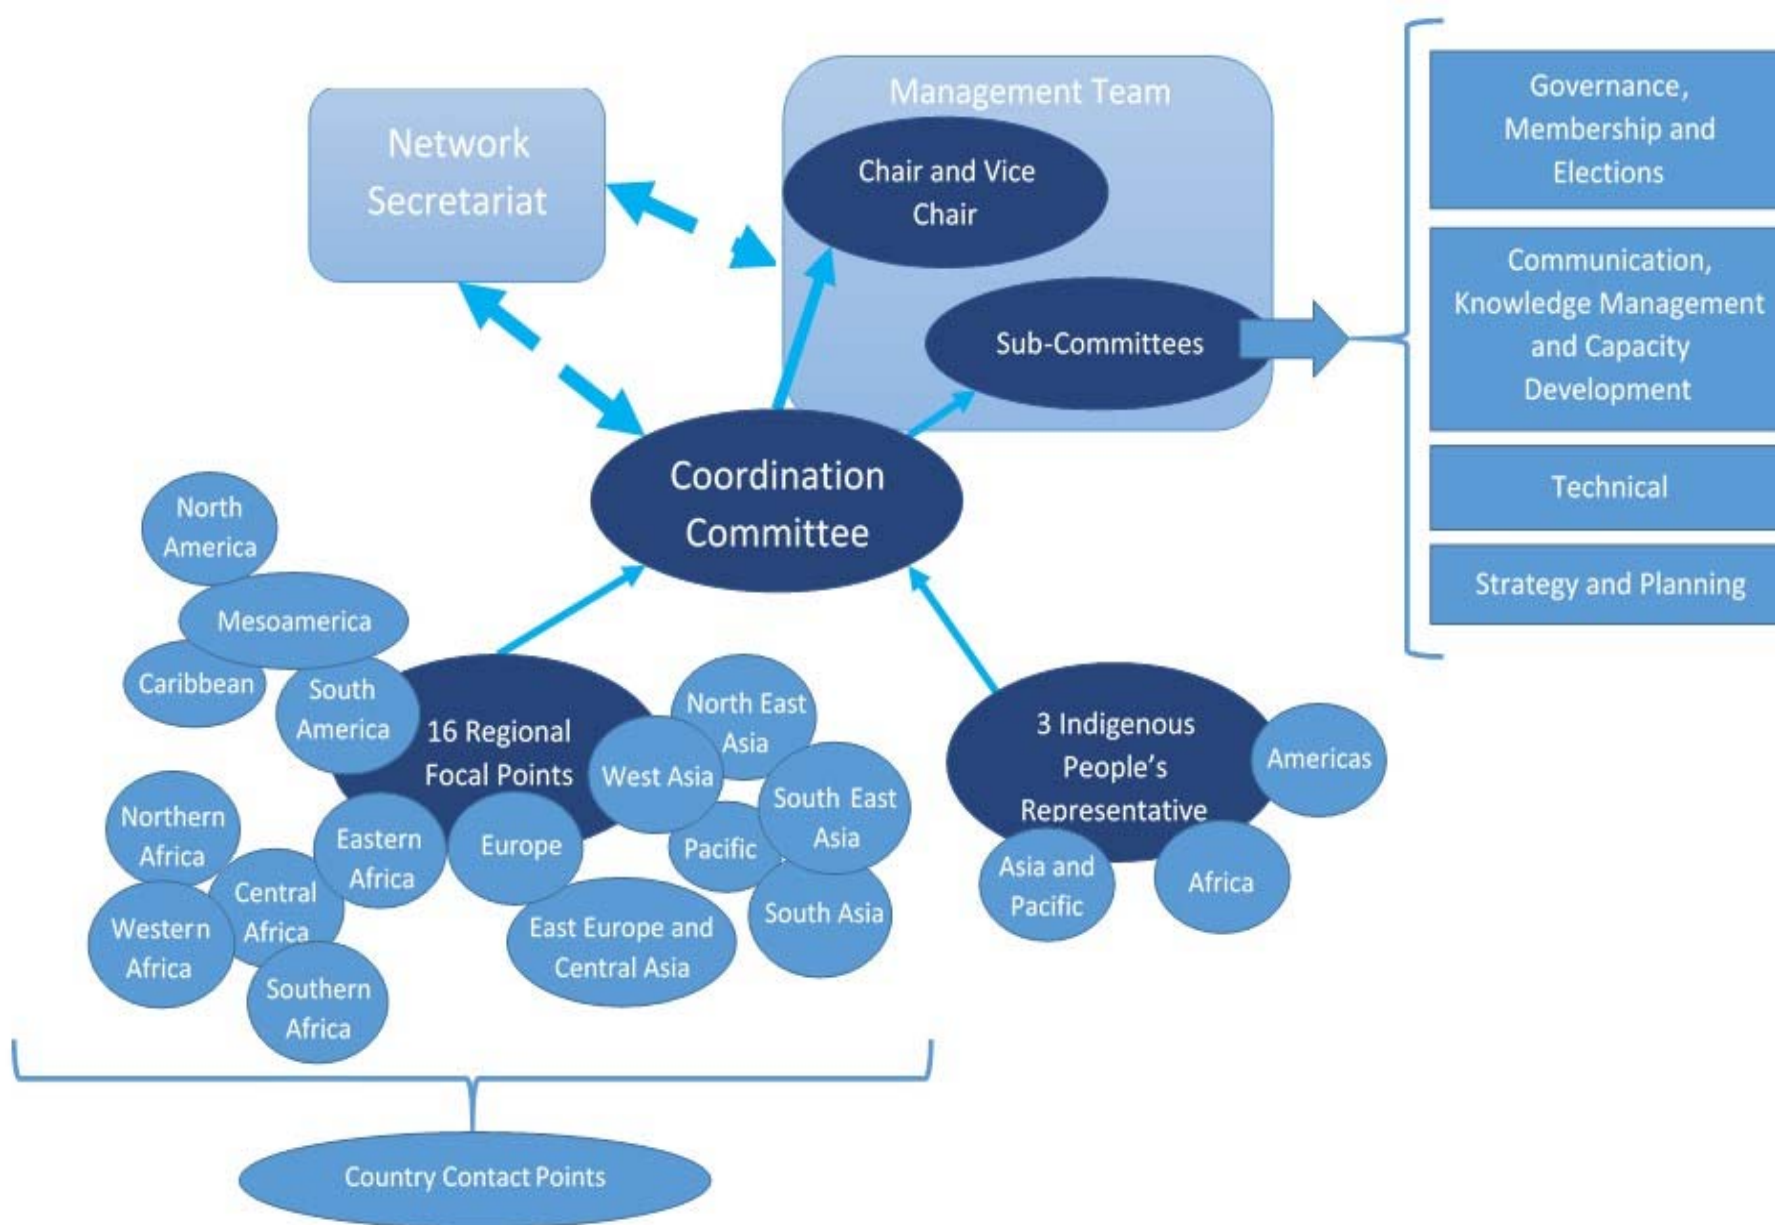 Network
Secretariat
Management Team
Chair and Vice
Chair
Sub-Committees
Governance,
Membership and
Elections
Communication,
Knowledge Management
and Capacity
Development
Technical
Strategy and Planning
Coordination
Committee
North
America
Mesoamerica
Caribbean
South
America
16 Regional
Focal Points
North East
Asia
West Asia
South East
Asia
Pacific
South Asia
Northern
Africa
Eastern
Africa
Europe
Central
Africa
Western
Africa
Southern
Africa
East Europe and
Central Asia
3 Indigenous
People’s
Representative
Americas
Asia and
Pacific
Africa
Country Contact Points